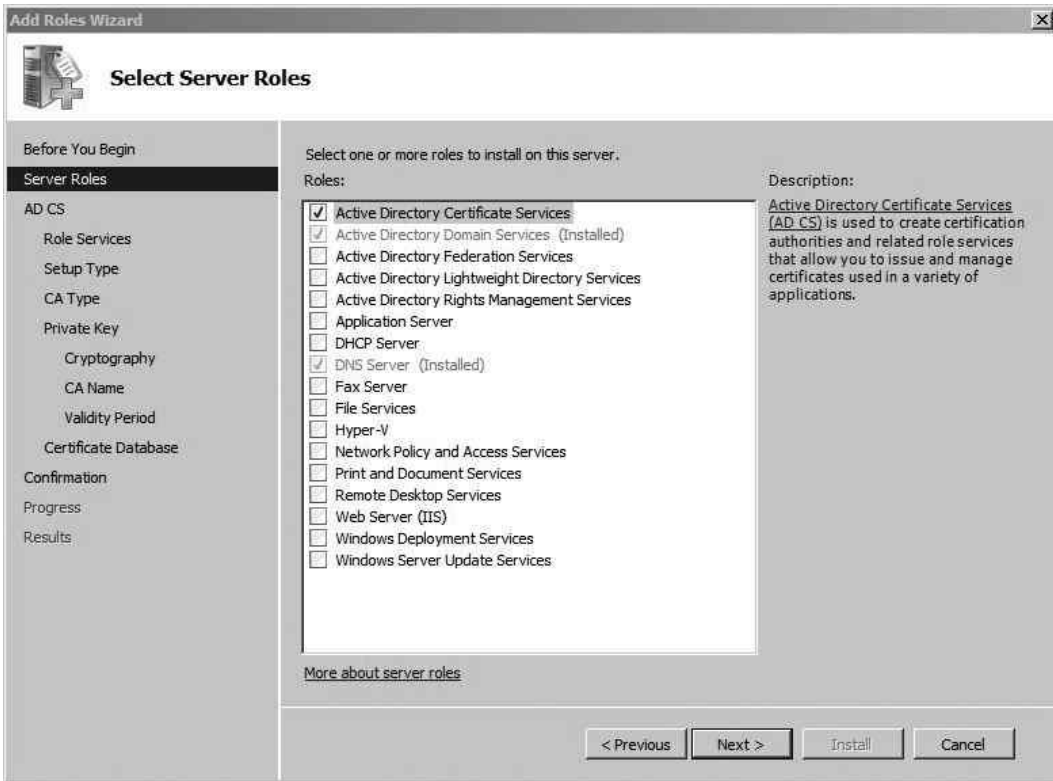 Add Roles Wizard
Select Server Roles
Before You Begin
Server Roles
AD CS
Role Services
Setup Type
CA Type
Private Key
Cryptography
CA Name
Validity Period
Certificate Database
Confirmation
Progress
Results
Select one or more roles to install on this server.
Roles:
Active Directory Certificate Services
Active Directory Domain Services (Installed)
Active Directory Federation Services
Active Directory Lightweight Directory Services
Active Directory Rights Management Services
Application Server
DHCP Server
DNS Server (Installed)
Fax Server
File Services
Hyper-V
Network Policy and Access Services
Print and Document Services
Remote Desktop Services
Web Server (IIS)
Windows Deployment Services
Windows Server Update Services
More about server roles
Description:
Active Directory Certificate Services
(AD CS) is used to create certification
authorities and related role services
that allow you to issue and manage
certificates used in a variety of
applications.
< Previous
Next >
Install
Cancel